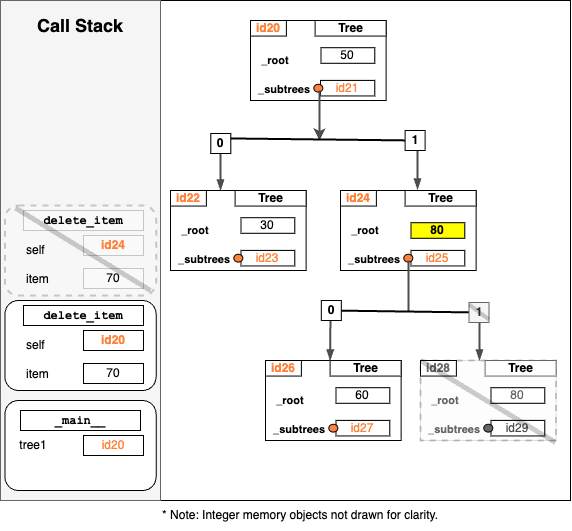 Call Stack
delete_item
self id24
item 70
delete_item
self id20
item 70
_main__
tree1 id20
id20 Tree
_root 50
_subtrees id21
0 1
id22 Tree
_root 30
_subtrees id23
id24 Tree
_root 80
_subtrees id25
0 1
id26 Tree
_root 60
_subtrees id27
id28 Tree
_root 80
_subtrees id29
* Note: Integer memory objects not drawn for clarity.